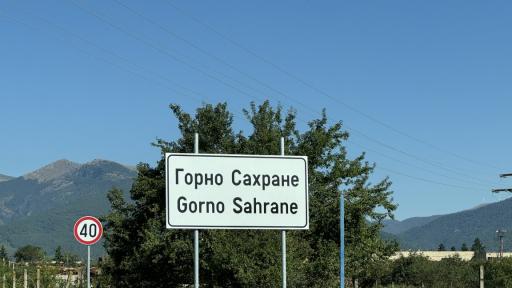 Горно Сахране
Gorno Sahrane
40